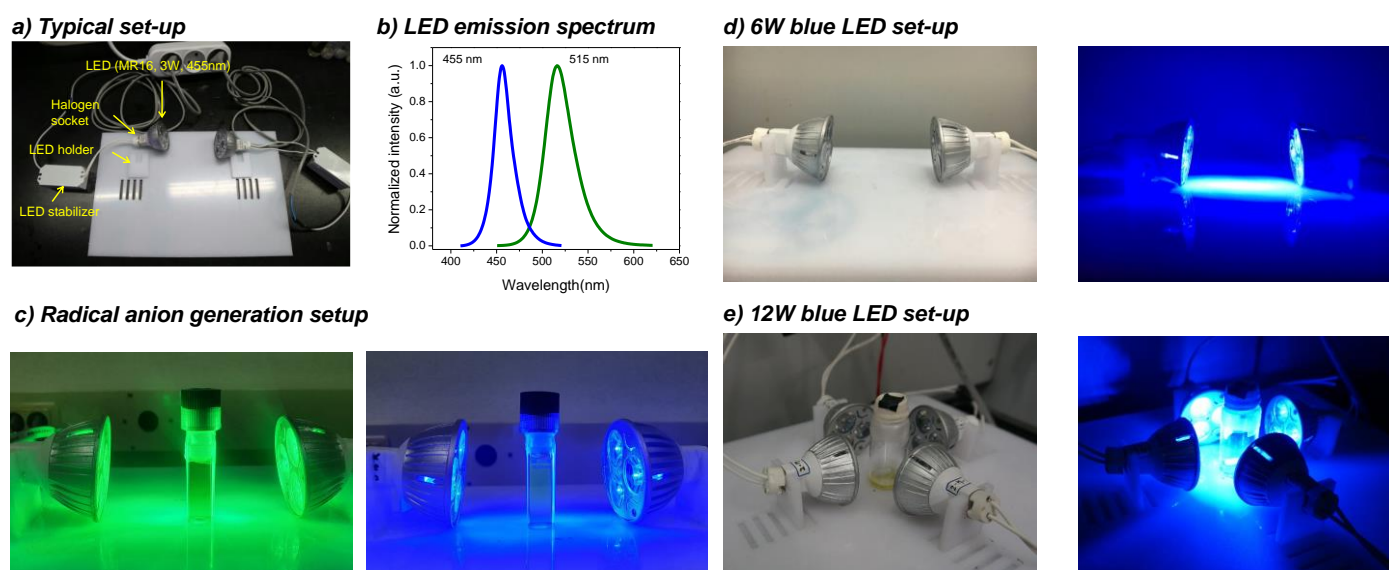 a) Typical set-up
LED (MR16, 3W, 455nm)
Halogen
socket
LED holder
LED stabilizer
b) LED emission spectrum
455 nm
515 nm
Normalized intensity (a.u.)
1.0
0.8
0.6
0.4
0.2
0.0
400 450 500 550 600 650
Wavelength(nm)
c) Radical anion generation setup
d) 6W blue LED set-up
e) 12W blue LED set-up